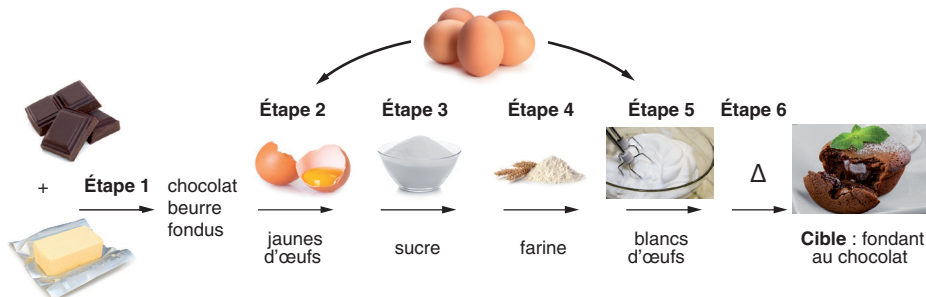 Étape 2
Étape 3
Étape 4
Étape 5
Étape 6
+
Étape 1
chocolat
beurre
fondus
Δ
jaunes
d'œufs
sucre
farine
blancs
d'œufs
Cible : fondant
au chocolat